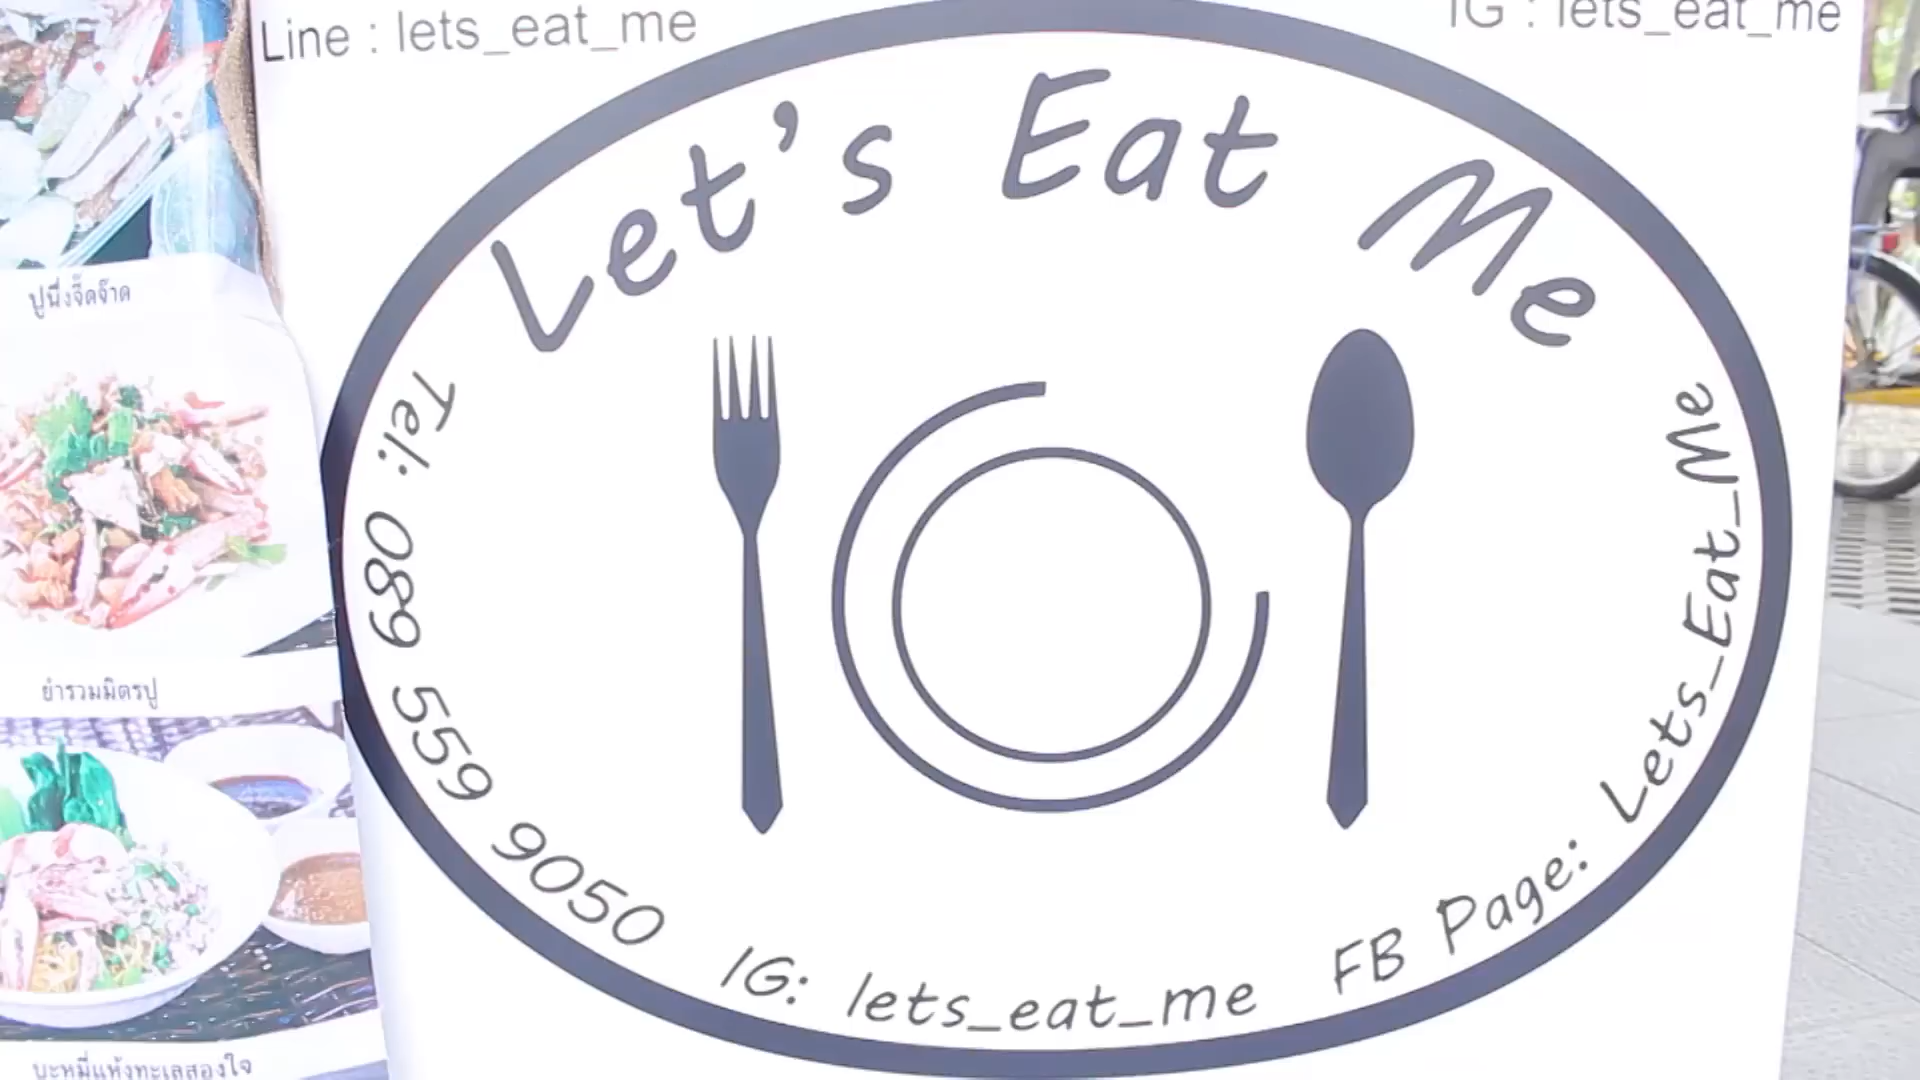 Line : lets_eat_me
IG : lets_eat_me
Let's Eat Me
Tel: 089 559 9050
IG: lets_eat_me
FB Page: Lets_Eat_Me
ปูนึ่งจี๊ดจ๊าด
ยำรวมมิตรปู
บะหมี่แห้งทะเลสองใจ